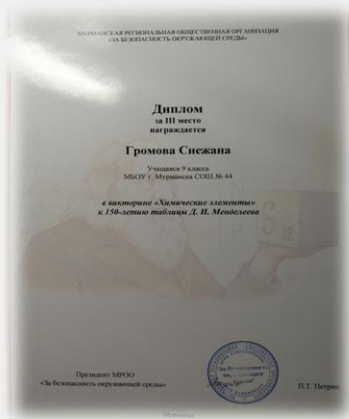 МУРМАНСКАЯ РЕГИОНАЛЬНАЯ ОБЩЕСТВЕННАЯ ОРГАНИЗАЦИЯ
«ЗА БЕЗОПАСНОСТЬ ОКРУЖАЮЩЕЙ СРЕДЫ»
Диплом
за III место
награждается
Громова Снежана
Учащаяся 9 класса
МБОУ г. Мурманска СОШ № 44
в викторине «Химические элементы»
к 150-летию таблицы Д. И. Менделеева
Президент МРОО
«За безопасность окружающей среды»
П.Т. Петрик
Мурманск